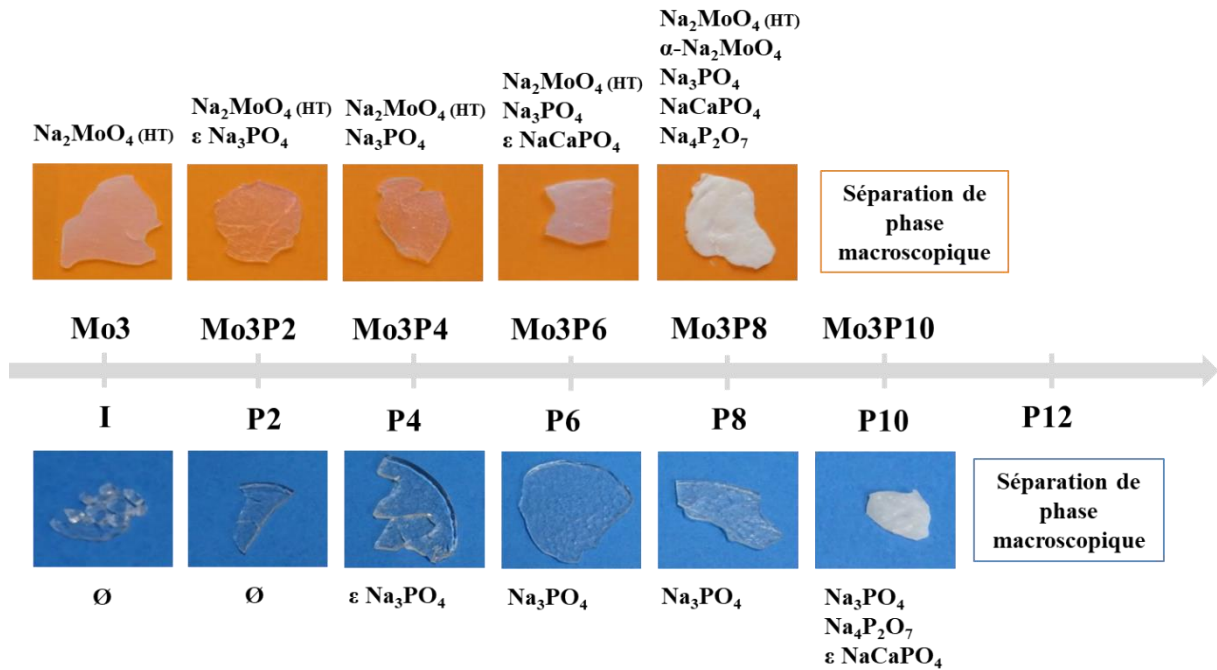 Na₂MoO₄ (HT)
Na₂MoO₄ (HT)
ε Na₃PO₄
Na₂MoO₄ (HT)
Na₃PO₄
Na₂MoO₄ (HT)
Na₃PO₄
ε NaCaPO₄
Na₂MoO₄ (HT)
α-Na₂MoO₄
Na₃PO₄
NaCaPO₄
Na₄P₂O₇
Séparation de
phase
macroscopique
Mo3
Mo3P2
Mo3P4
Mo3P6
Mo3P8
Mo3P10
I
P2
P4
P6
P8
P10
P12
Séparation de
phase
macroscopique
Ø
Ø
ε Na₃PO₄
Na₃PO₄
Na₃PO₄
Na₃PO₄
Na₄P₂O₇
ε NaCaPO₄